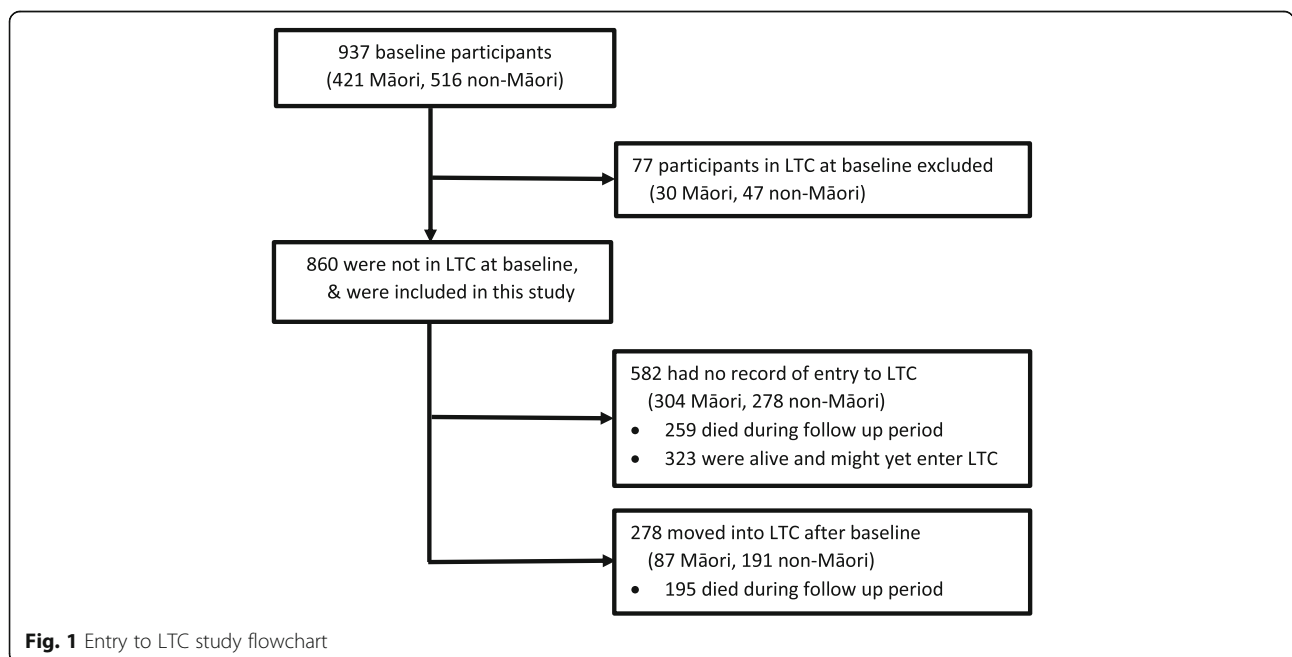 937 baseline participants
(421 Māori, 516 non-Māori)
77 participants in LTC at baseline excluded
(30 Māori, 47 non-Māori)
860 were not in LTC at baseline,
& were included in this study
582 had no record of entry to LTC
(304 Māori, 278 non-Māori)
• 259 died during follow up period
• 323 were alive and might yet enter LTC
278 moved into LTC after baseline
(87 Māori, 191 non-Māori)
• 195 died during follow up period
Fig. 1 Entry to LTC study flowchart